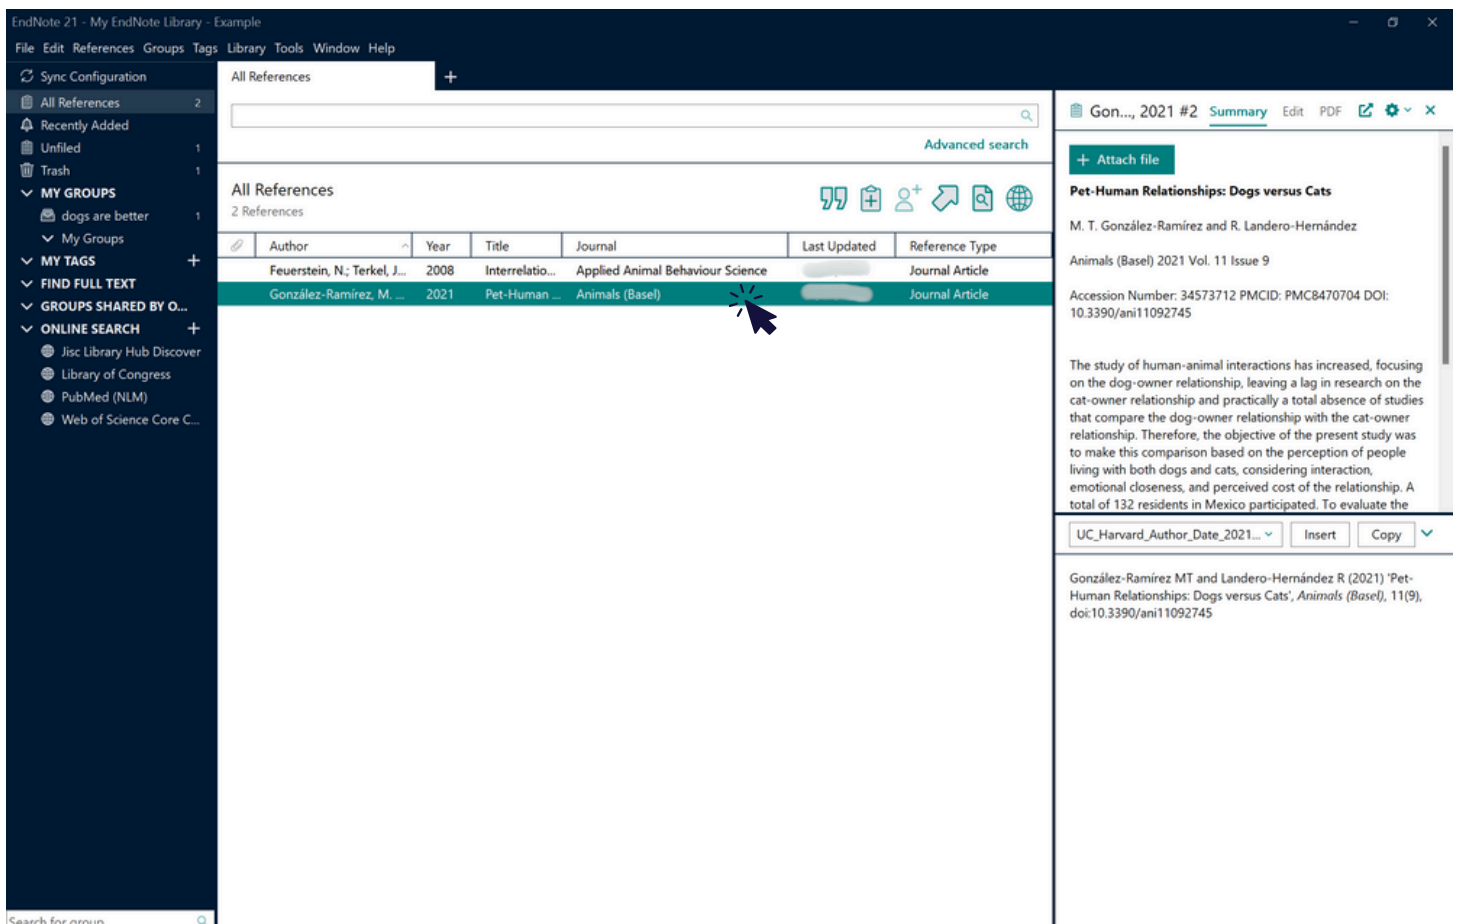 EndNote 21 - My EndNote Library - Example
File Edit References Groups Tags Library Tools Window Help
Sync Configuration
All References 2
Recently Added
Unfiled 1
Trash 1
MY GROUPS
dogs are better 1
My Groups
MY TAGS +
FIND FULL TEXT
GROUPS SHARED BY O...
ONLINE SEARCH +
Jisc Library Hub Discover
Library of Congress
PubMed (NLM)
Web of Science Core C...
Search for group
All References +
Advanced search
All References
2 References
Author Year Title Journal Last Updated Reference Type
Feuerstein, N.; Terkel, J... 2008 Interrelatio... Applied Animal Behaviour Science Journal Article
González-Ramírez, M. ... 2021 Pet-Human ... Animals (Basel) Journal Article
Gon..., 2021 #2 Summary Edit PDF
+ Attach file
Pet-Human Relationships: Dogs versus Cats
M. T. González-Ramírez and R. Landero-Hernández
Animals (Basel) 2021 Vol. 11 Issue 9
Accession Number: 34573712 PMCID: PMC8470704 DOI:
10.3390/ani11092745
The study of human-animal interactions has increased, focusing
on the dog-owner relationship, leaving a lag in research on the
cat-owner relationship and practically a total absence of studies
that compare the dog-owner relationship with the cat-owner
relationship. Therefore, the objective of the present study was
to make this comparison based on the perception of people
living with both dogs and cats, considering interaction,
emotional closeness, and perceived cost of the relationship. A
total of 132 residents in Mexico participated. To evaluate the
UC_Harvard_Author_Date_2021... Insert Copy
González-Ramírez MT and Landero-Hernández R (2021) 'Pet-
Human Relationships: Dogs versus Cats', Animals (Basel), 11(9),
doi:10.3390/ani11092745